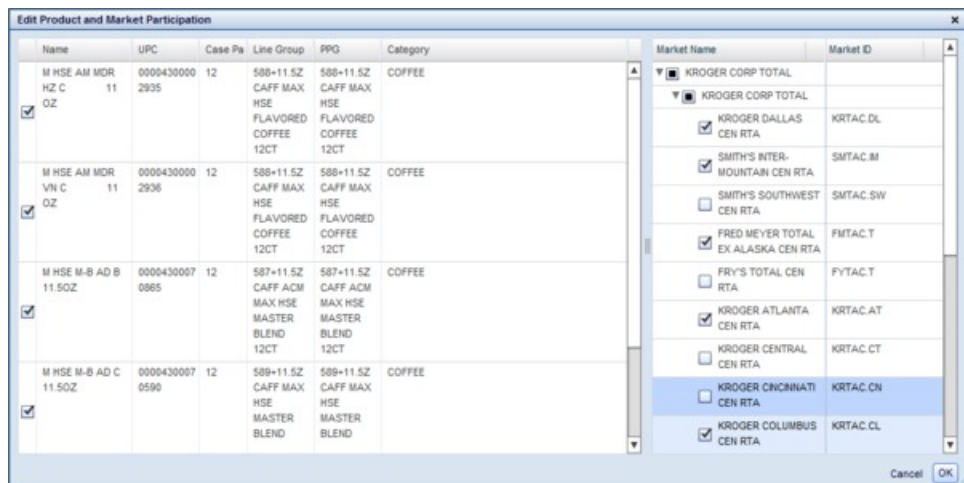 Edit Product and Market Participation
Name UPC Case Pa Line Group PPG Category
M HSE AM MDR HZ C 11 OZ 0000430000 2935 12 588+11.5Z CAFF MAX HSE FLAVORED COFFEE 12CT 588+11.5Z CAFF MAX HSE FLAVORED COFFEE 12CT COFFEE
M HSE AM MDR VN C 11 OZ 0000430000 2936 12 588+11.5Z CAFF MAX HSE FLAVORED COFFEE 12CT 588+11.5Z CAFF MAX HSE FLAVORED COFFEE 12CT COFFEE
M HSE M-B AD B 11.5OZ 0000430007 0865 12 587+11.5Z CAFF ACM MAX HSE MASTER BLEND 12CT 587+11.5Z CAFF ACM MAX HSE MASTER BLEND 12CT COFFEE
M HSE M-B AD C 11.5OZ 0000430007 0590 12 589+11.5Z CAFF MAX HSE MASTER BLEND 589+11.5Z CAFF MAX HSE MASTER BLEND COFFEE
Market Name Market ID
KROGER CORP TOTAL
KROGER CORP TOTAL
KROGER DALLAS CEN RTA KRTAC.DL
SMITH'S INTER-MOUNTAIN CEN RTA SMTAC.IM
SMITH'S SOUTHWEST CEN RTA SMTAC.SW
FRED MEYER TOTAL EX ALASKA CEN RTA FMTAC.T
FRY'S TOTAL CEN RTA FYTAC.T
KROGER ATLANTA CEN RTA KRTAC.AT
KROGER CENTRAL CEN RTA KRTAC.CT
KROGER CINCINNATI CEN RTA KRTAC.CN
KROGER COLUMBUS CEN RTA KRTAC.CL
Cancel OK